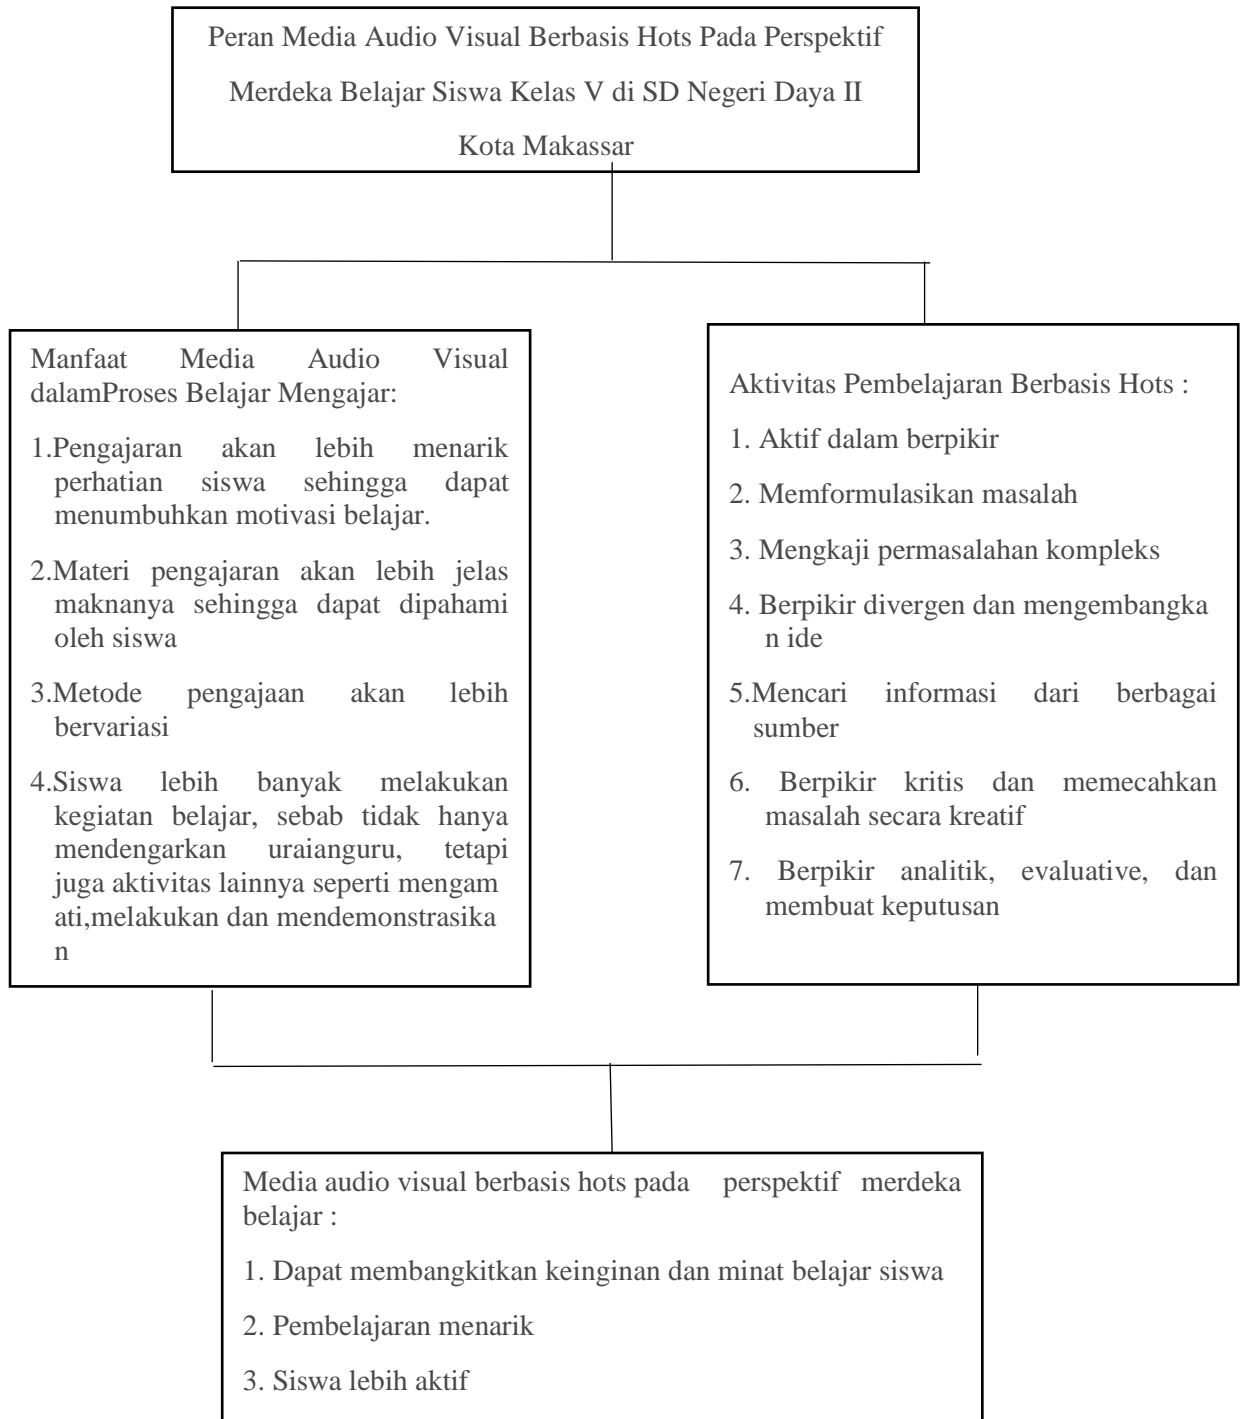 Peran Media Audio Visual Berbasis Hots Pada Perspektif
Merdeka Belajar Siswa Kelas V di SD Negeri Daya II
Kota Makassar
Manfaat Media Audio Visual
dalamProses Belajar Mengajar:
1.Pengajaran akan lebih menarik
perhatian siswa sehingga dapat
menumbuhkan motivasi belajar.
2.Materi pengajaran akan lebih jelas
maknanya sehingga dapat dipahami
oleh siswa
3.Metode pengajaan akan lebih
bervariasi
4.Siswa lebih banyak melakukan
kegiatan belajar, sebab tidak hanya
mendengarkan uraianguru, tetapi
juga aktivitas lainnya seperti mengam
ati,melakukan dan mendemonstrasika
n
Aktivitas Pembelajaran Berbasis Hots :
1. Aktif dalam berpikir
2. Memformulasikan masalah
3. Mengkaji permasalahan kompleks
4. Berpikir divergen dan mengembangka
n ide
5.Mencari informasi dari berbagai
sumber
6. Berpikir kritis dan memecahkan
masalah secara kreatif
7. Berpikir analitik, evaluative, dan
membuat keputusan
Media audio visual berbasis hots pada perspektif merdeka
belajar :
1. Dapat membangkitkan keinginan dan minat belajar siswa
2. Pembelajaran menarik
3. Siswa lebih aktif